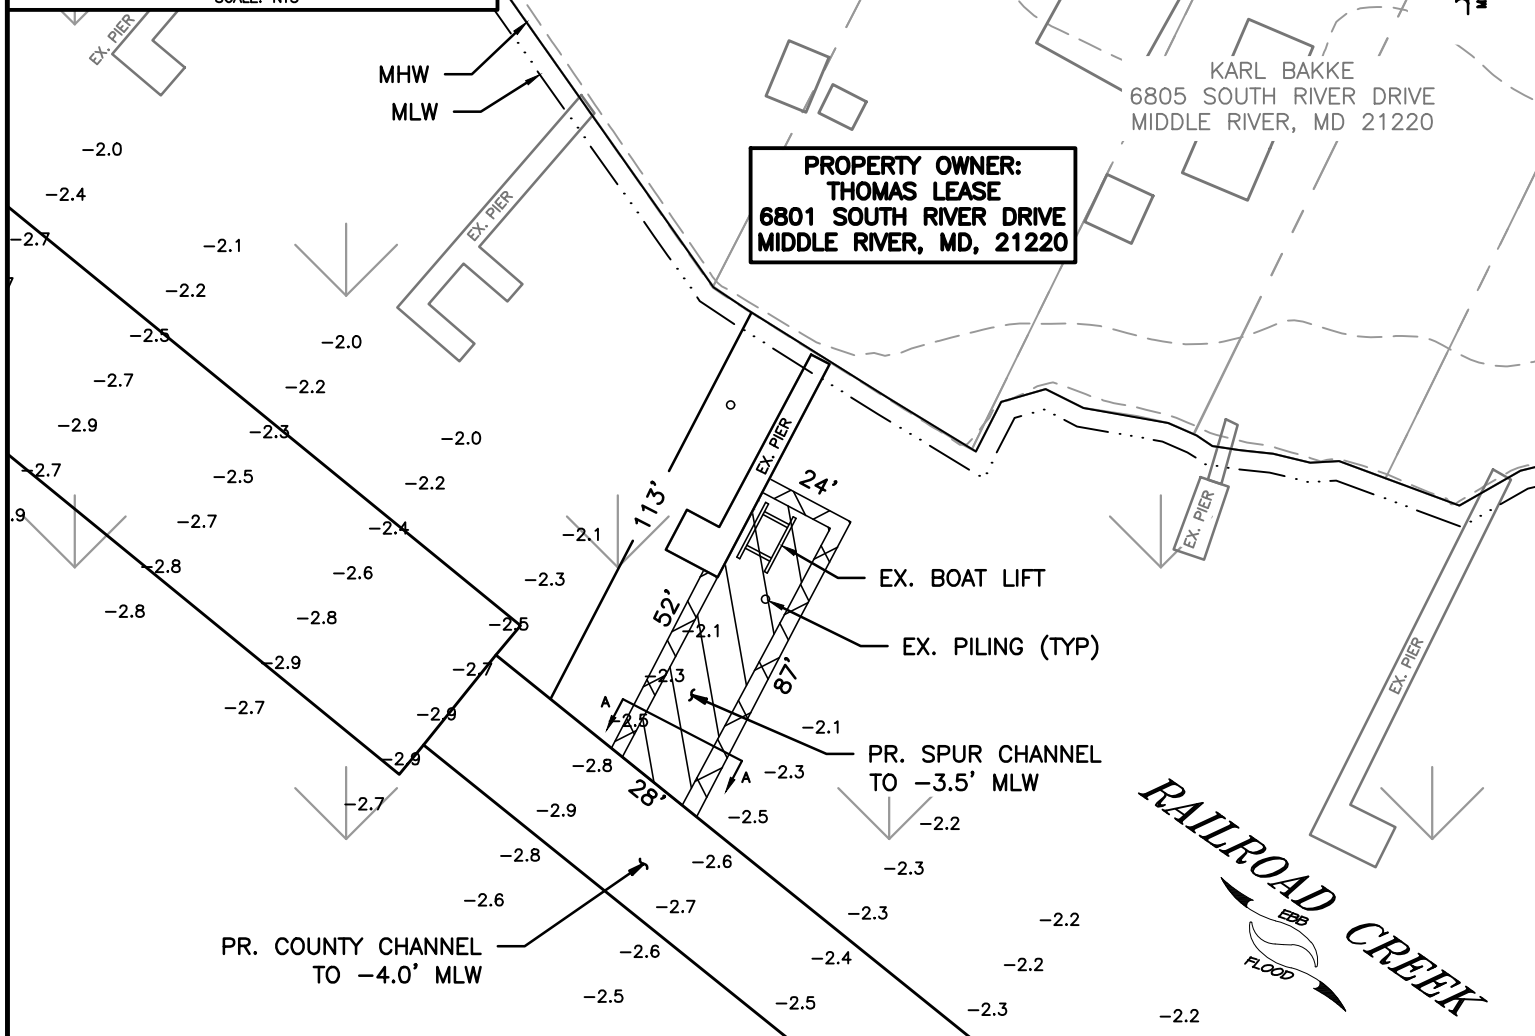 SCALE: NTS
EX. PIER
MHW
MLW
KARL BAKKE
6805 SOUTH RIVER DRIVE
MIDDLE RIVER, MD 21220
PROPERTY OWNER:
THOMAS LEASE
6801 SOUTH RIVER DRIVE
MIDDLE RIVER, MD, 21220
-2.0
-2.4
-2.7
-2.1
EX. PIER
-2.2
-2.5
-2.0
-2.7
-2.2
-2.9
-2.3
-2.0
EX. PIER
-2.7
-2.5
-2.2
24'
113'
.9
-2.7
-2.4
-2.1
EX. PIER
-2.8
-2.6
-2.3
EX. BOAT LIFT
-2.8
-2.8
-2.5
52'
-2.1
EX. PILING (TYP)
-2.9
-2.7
-2.3
87'
EX. PIER
-2.7
-2.9
A
-2.5
-2.1
-2.9
-2.8
A
-2.3
PR. SPUR CHANNEL
TO -3.5' MLW
28'
-2.7
-2.9
-2.5
-2.2
-2.8
-2.6
-2.3
RAILROAD CREEK
-2.6
-2.7
-2.3
-2.2
EBB
FLOOD
PR. COUNTY CHANNEL
TO -4.0' MLW
-2.6
-2.4
-2.2
-2.5
-2.5
-2.3
-2.2